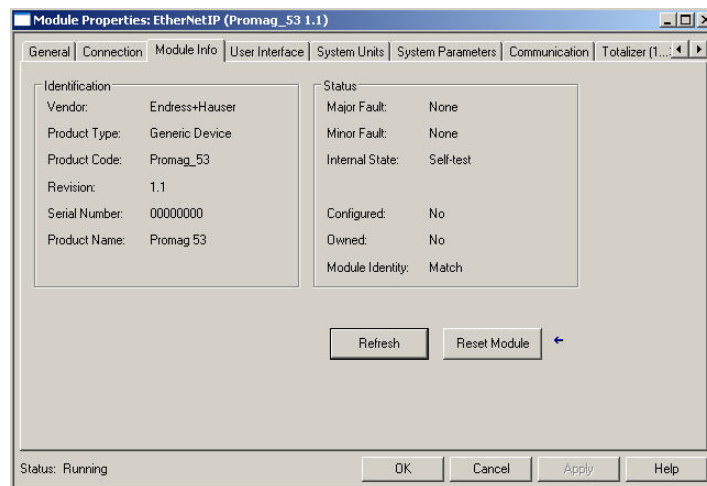 Module Properties: EtherNetIP (Promag_53 1.1)
General Connection Module Info User Interface System Units System Parameters Communication Totalizer (1...
Identification
Vendor: Endress+Hauser
Product Type: Generic Device
Product Code: Promag_53
Revision: 1.1
Serial Number: 00000000
Product Name: Promag 53
Status
Major Fault: None
Minor Fault: None
Internal State: Self-test
Configured: No
Owned: No
Module Identity: Match
Refresh Reset Module ←
Status: Running OK Cancel Apply Help